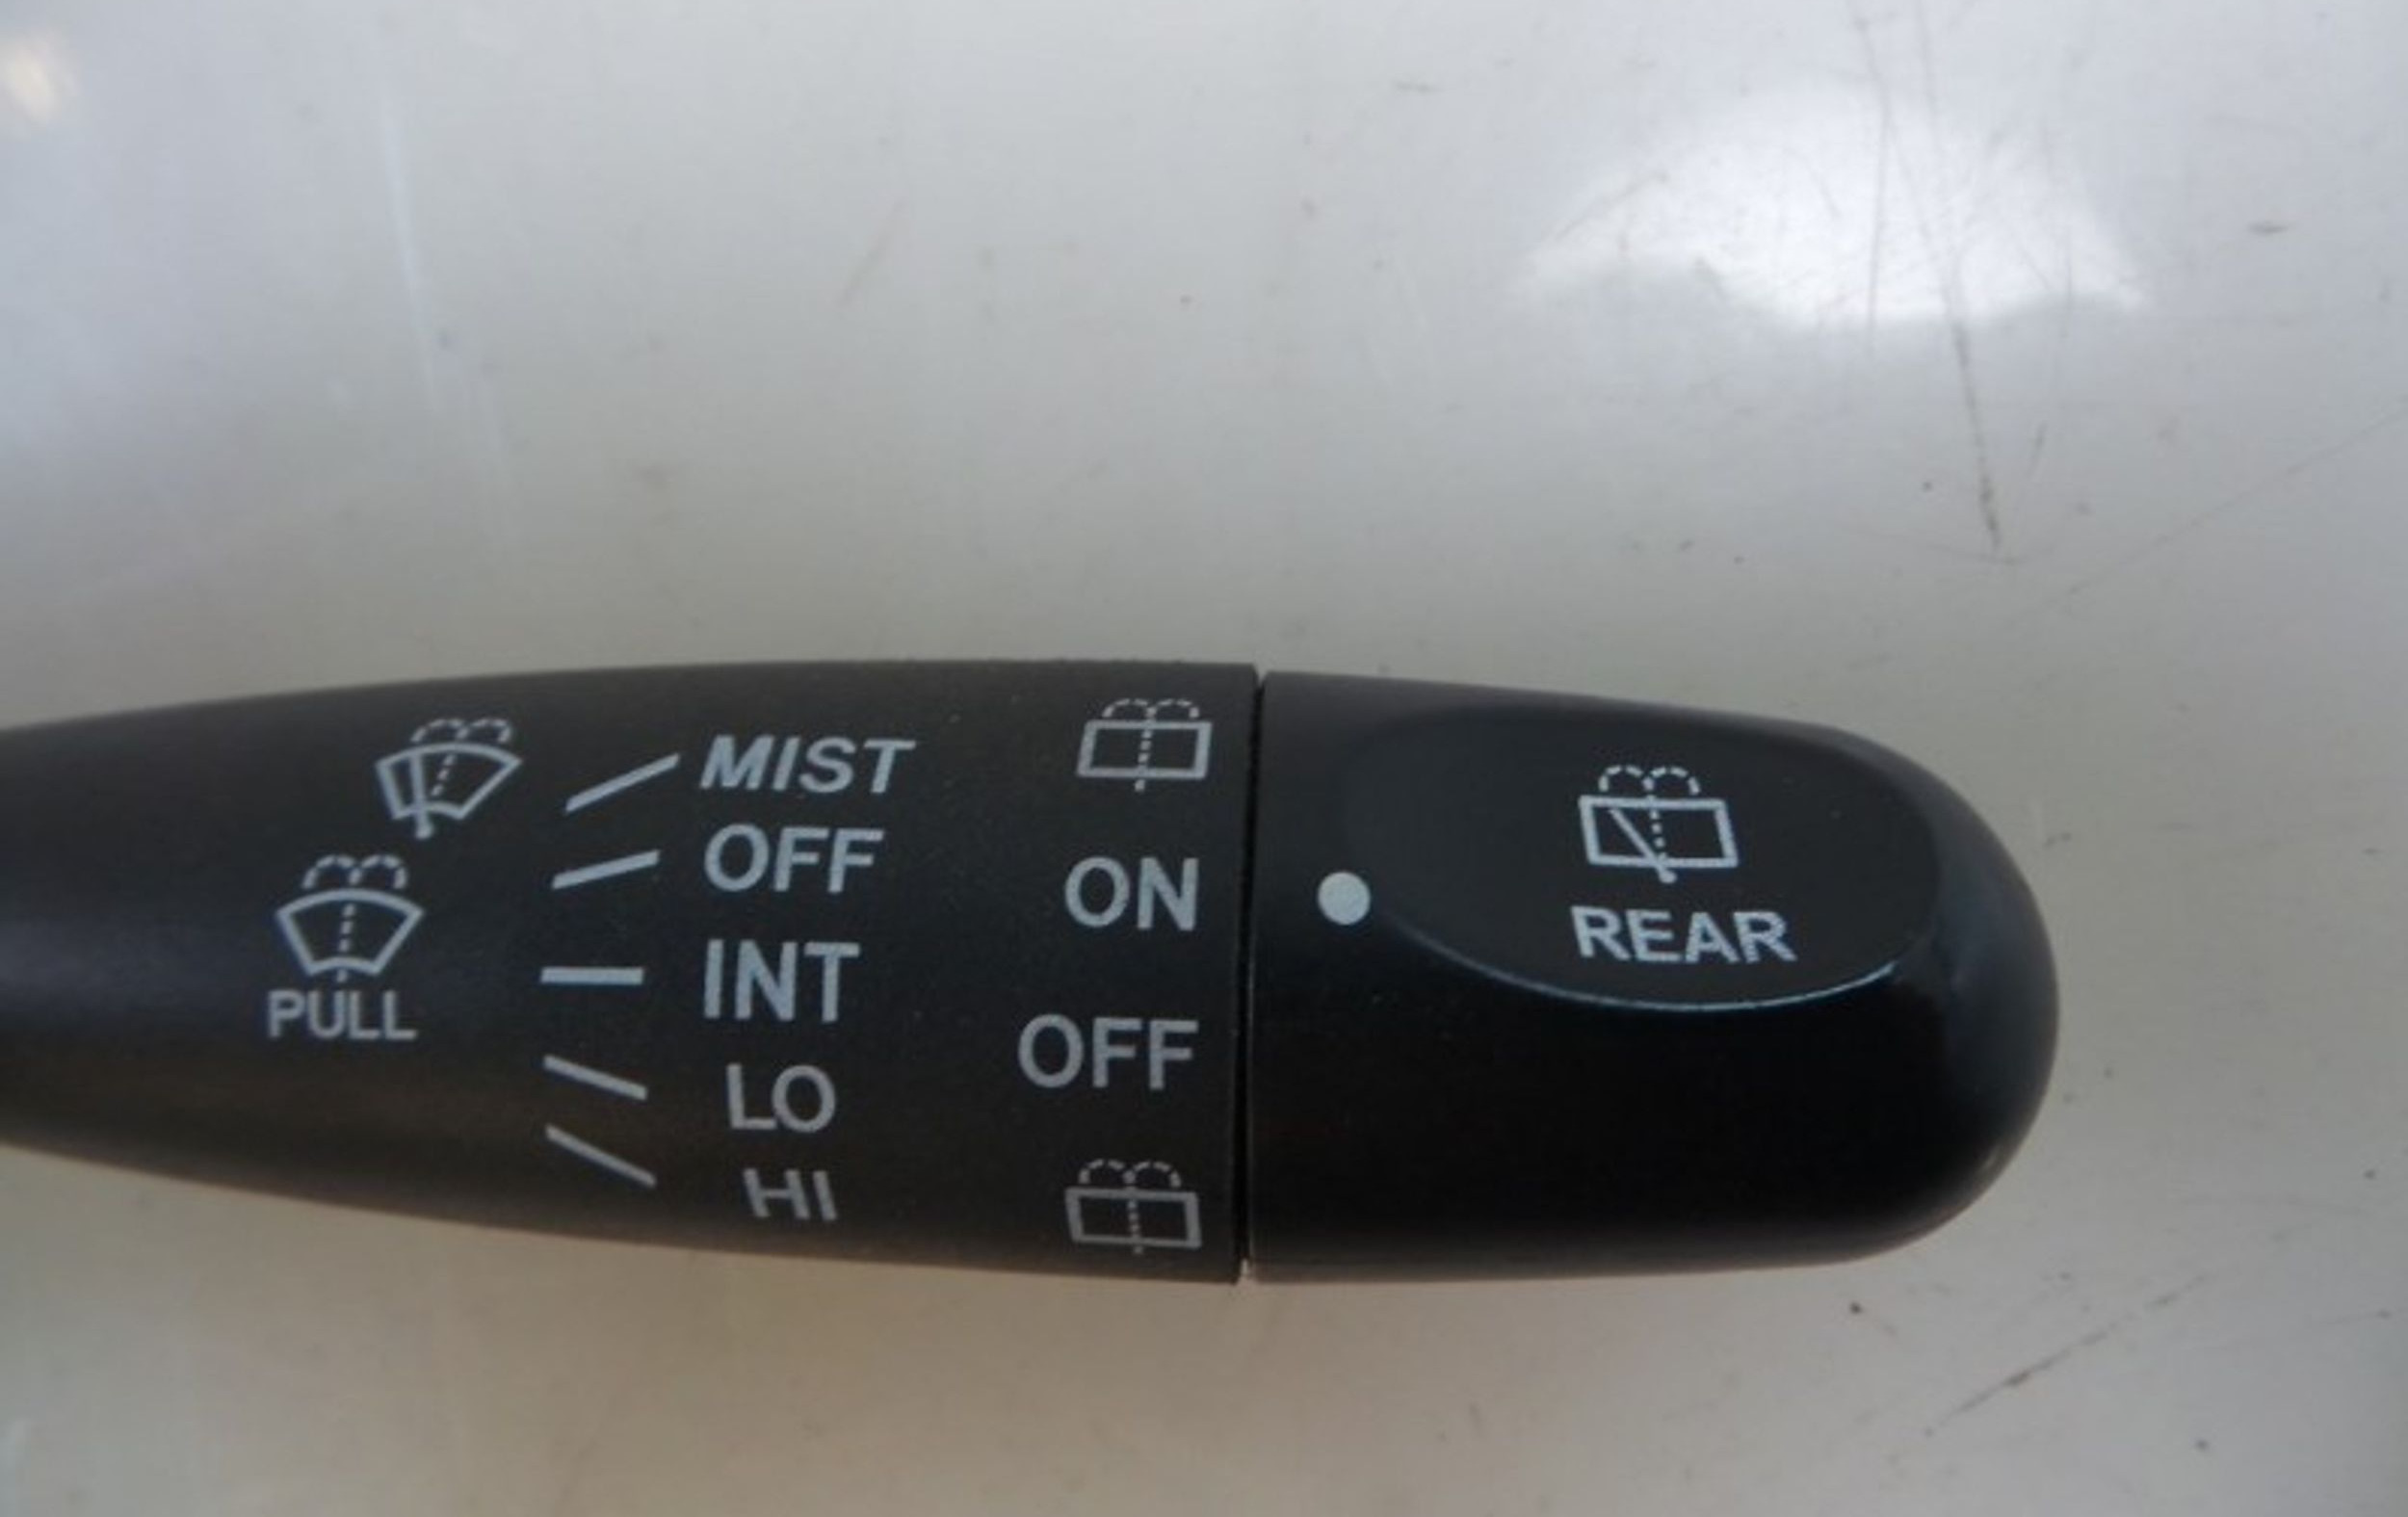 MIST
OFF
INT
LO
HI
PULL
ON
OFF
REAR